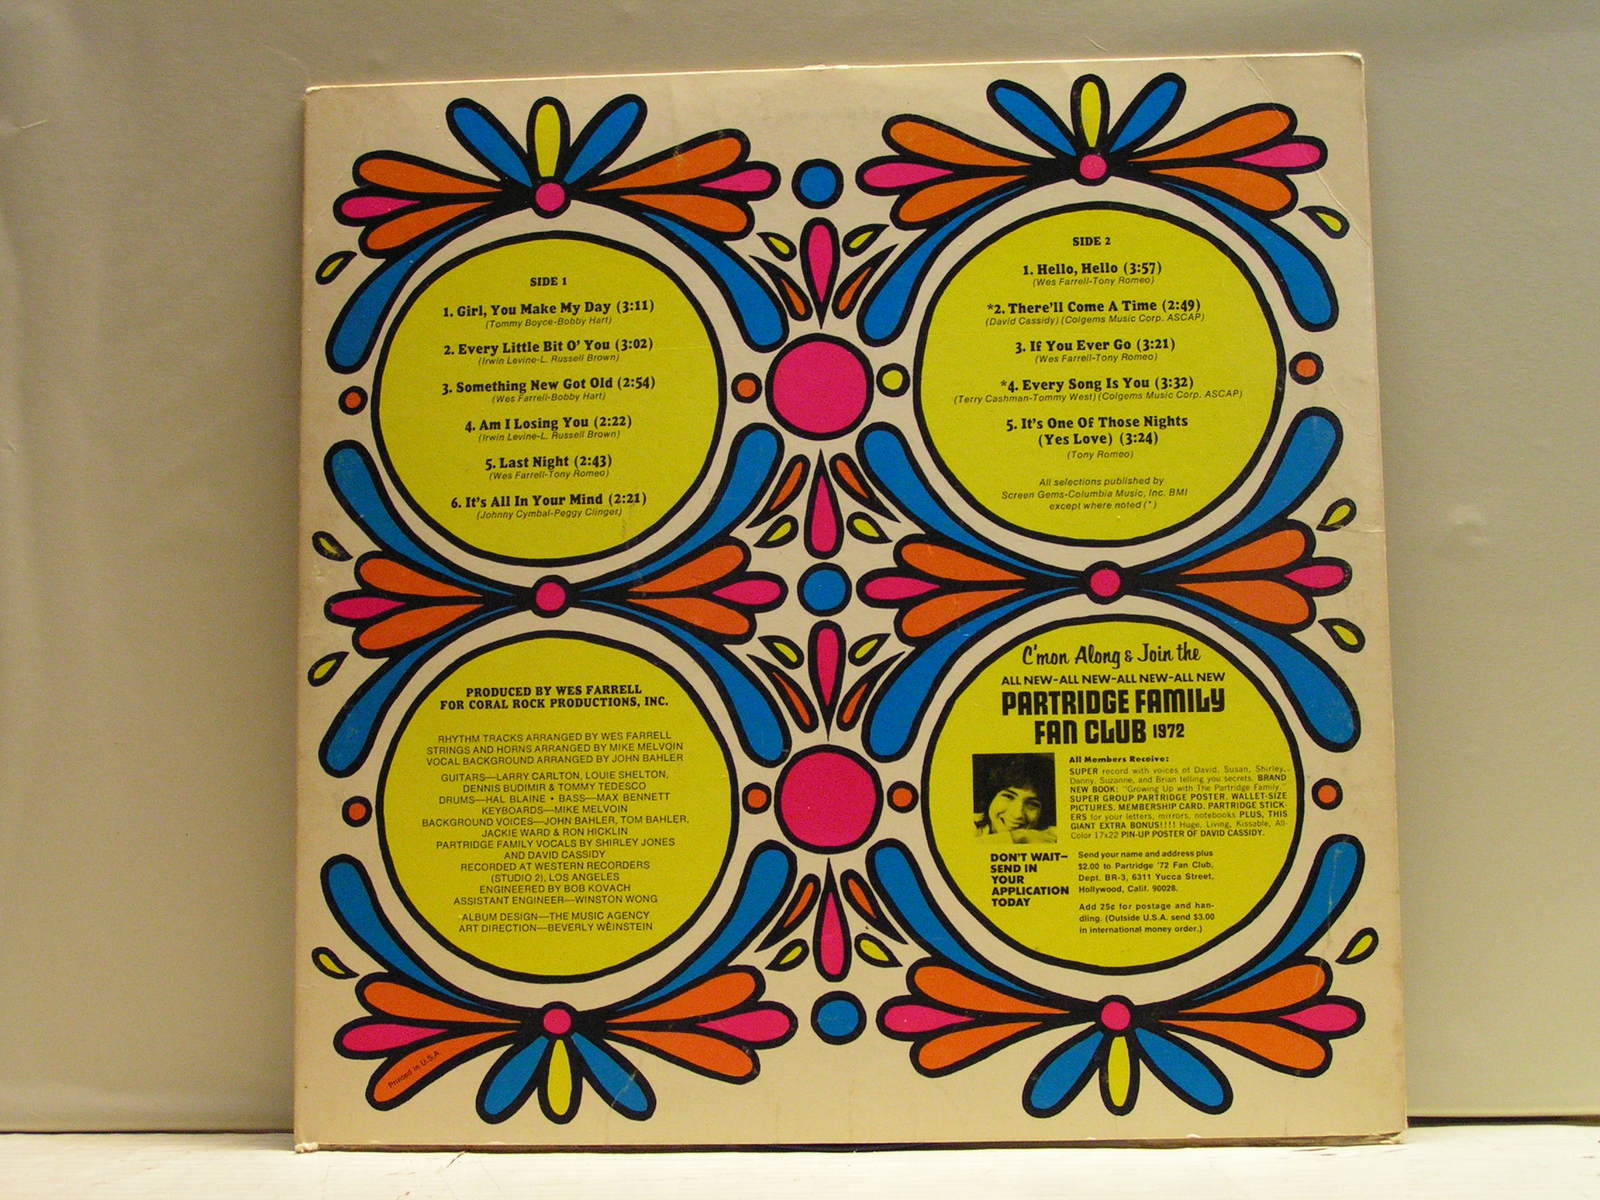 SIDE 1
1. Girl, You Make My Day (3:11)
(Tommy Boyce-Bobby Hart)
2. Every Little Bit O' You (3:02)
(Irwin Levine-L. Russell Brown)
3. Something New Got Old (2:54)
(Wes Farrell-Bobby Hart)
4. Am I Losing You (2:22)
(Irwin Levine-L. Russell Brown)
5. Last Night (2:43)
(Wes Farrell-Tony Romeo)
6. It's All In Your Mind (2:21)
(Johnny Cymbal-Peggy Clinger)
SIDE 2
1. Hello, Hello (3:57)
(Wes Farrell-Tony Romeo)
*2. There'll Come A Time (2:49)
(David Cassidy) (Colgems Music Corp. ASCAP)
3. If You Ever Go (3:21)
(Wes Farrell-Tony Romeo)
*4. Every Song Is You (3:32)
(Terry Cashman-Tommy West) (Colgems Music Corp. ASCAP)
5. It's One Of Those Nights
(Yes Love) (3:24)
(Tony Romeo)
All selections published by
Screen Gems-Columbia Music, Inc. BMI
except where noted (*)
PRODUCED BY WES FARRELL
FOR CORAL ROCK PRODUCTIONS, INC.
RHYTHM TRACKS ARRANGED BY WES FARRELL
STRINGS AND HORNS ARRANGED BY MIKE MELVOIN
VOCAL BACKGROUND ARRANGED BY JOHN BAHLER
GUITARS—LARRY CARLTON, LOUIE SHELTON,
DENNIS BUDIMIR & TOMMY TEDESCO
DRUMS—HAL BLAINE • BASS—MAX BENNETT
KEYBOARDS—MIKE MELVOIN
BACKGROUND VOICES—JOHN BAHLER, TOM BAHLER,
JACKIE WARD & RON HICKLIN
PARTRIDGE FAMILY VOCALS BY SHIRLEY JONES
AND DAVID CASSIDY
RECORDED AT WESTERN RECORDERS
(STUDIO 2), LOS ANGELES
ENGINEERED BY BOB KOVACH
ASSISTANT ENGINEER—WINSTON WONG
ALBUM DESIGN—THE MUSIC AGENCY
ART DIRECTION—BEVERLY WEINSTEIN
C'mon Along & Join the
ALL NEW-ALL NEW-ALL NEW-ALL NEW
PARTRIDGE FAMILY
FAN CLUB 1972
All Members Receive:
SUPER record with voices of David, Susan, Shirley,
Danny, Suzanne, and Brian telling you secrets. BRAND
NEW BOOK: "Growing Up with The Partridge Family."
SUPER GROUP PARTRIDGE POSTER. WALLET-SIZE
PICTURES. MEMBERSHIP CARD. PARTRIDGE STICK-
ERS for your letters, mirrors, notebooks PLUS, THIS
GIANT EXTRA BONUS!!!! Huge, Living, Kissable, All-
Color 17x22 PIN-UP POSTER OF DAVID CASSIDY.
DON'T WAIT—
SEND IN
YOUR
APPLICATION
TODAY
Send your name and address plus
$2.00 to Partridge '72 Fan Club,
Dept. BR-3, 6311 Yucca Street,
Hollywood, Calif. 90028.
Add 25¢ for postage and han-
dling. (Outside U.S.A. send $3.00
in international money order.)
Printed in U.S.A.